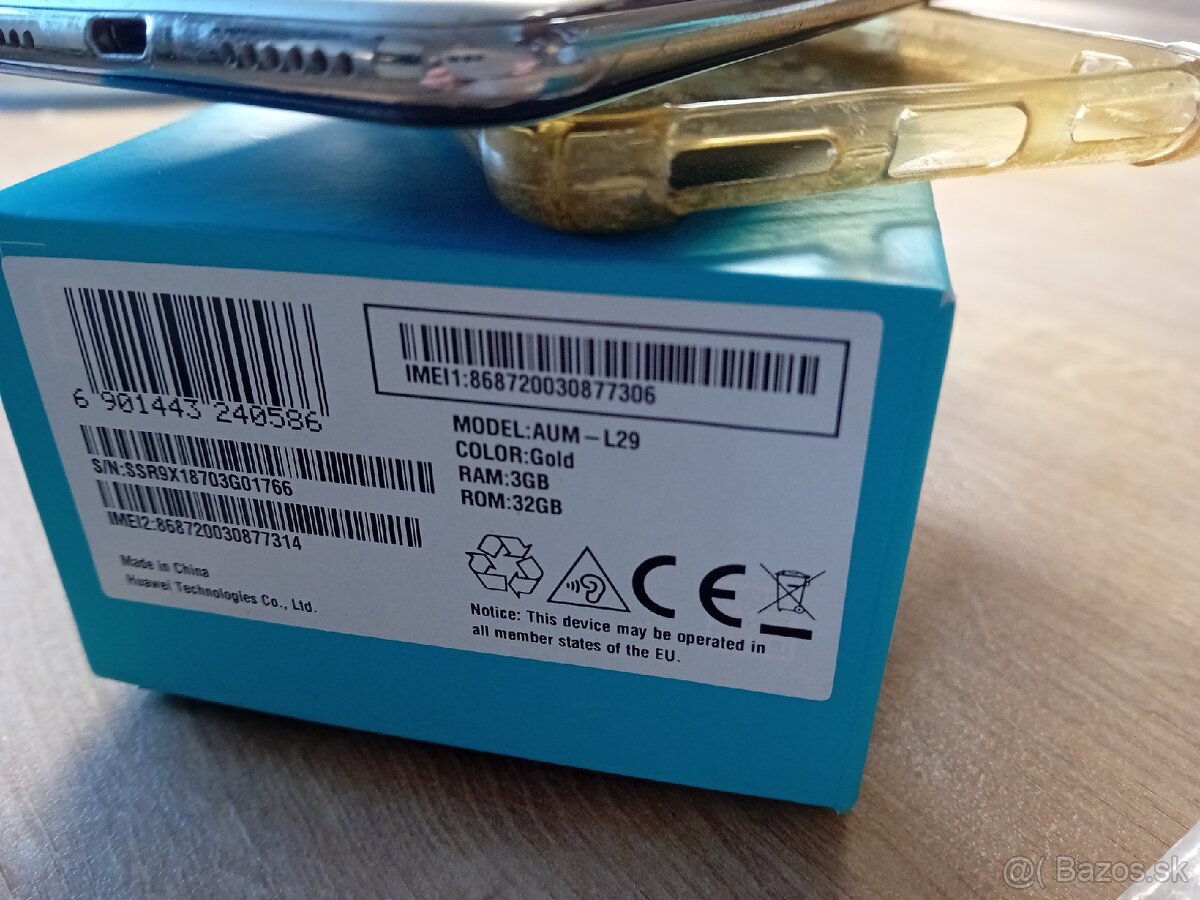 6 901443 240586
IMEI1:868720030877306
S/N:SSR9X18703G01766
IMEI2:868720030877314
MODEL:AUM-L29
COLOR:Gold
RAM:3GB
ROM:32GB
Made in China
Huawei Technologies Co., Ltd.
CE
Notice: This device may be operated in
all member states of the EU.
@( Bazos.sk